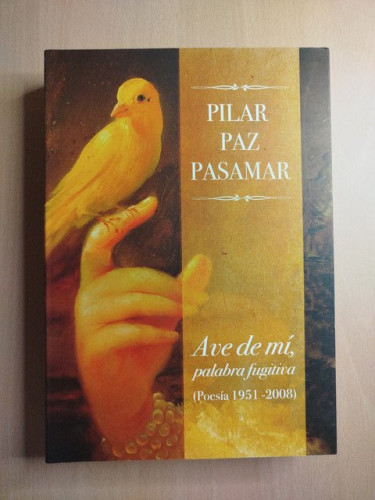 PILAR
PAZ
PASAMAR
Ave de mí,
palabra fugitiva
(Poesía 1951-2008)